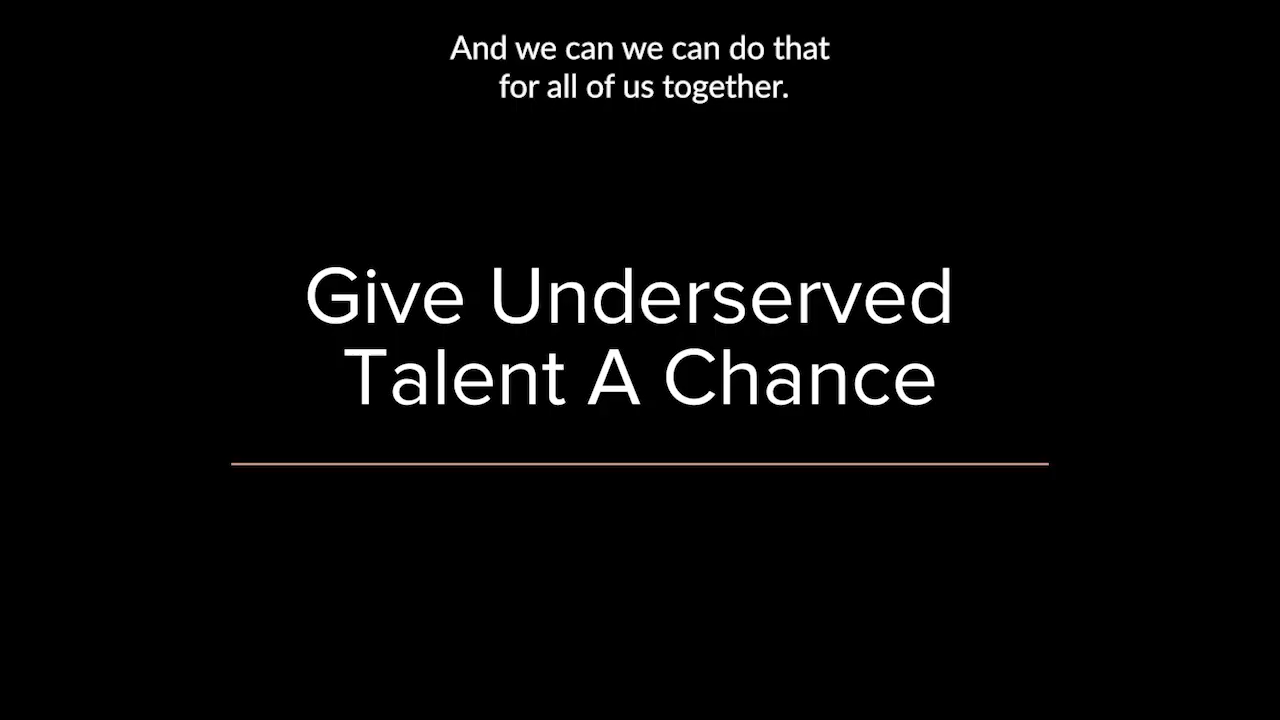 And we can we can do that
for all of us together.
Give Underserved
Talent A Chance